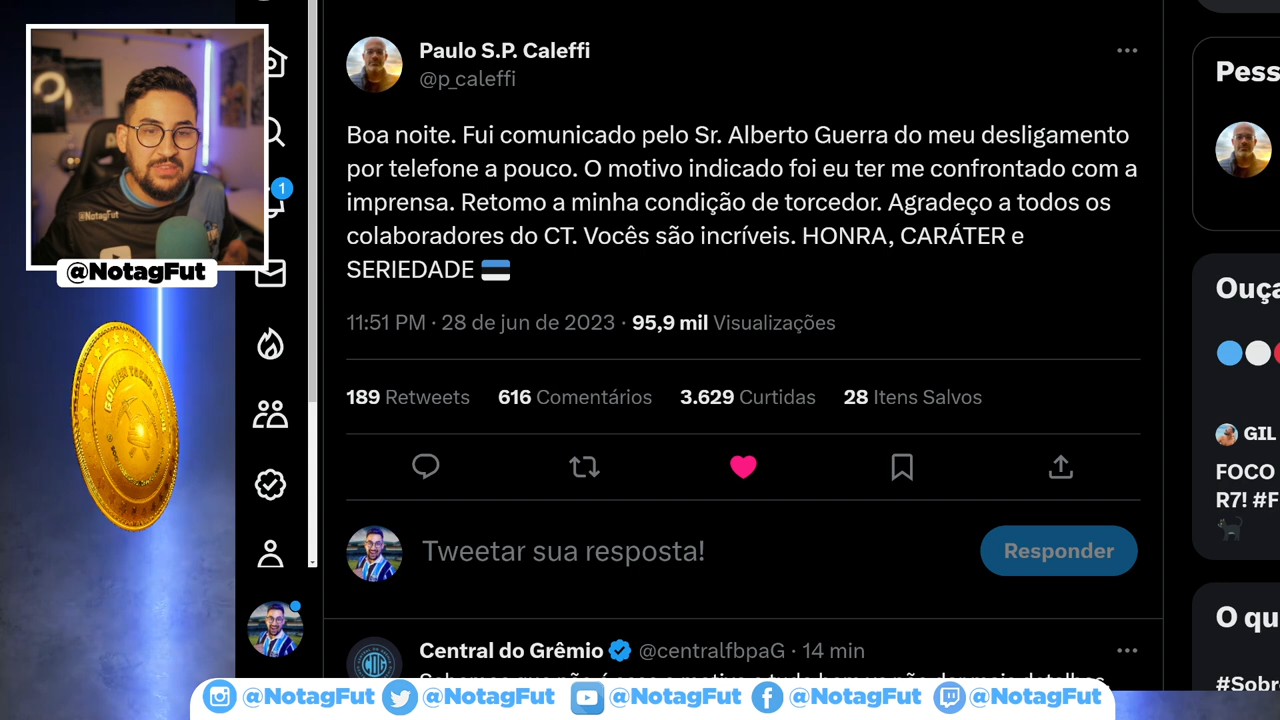 Paulo S.P. Caleffi
@p_caleffi
Boa noite. Fui comunicado pelo Sr. Alberto Guerra do meu desligamento
por telefone a pouco. O motivo indicado foi eu ter me confrontado com a
imprensa. Retomo a minha condição de torcedor. Agradeço a todos os
colaboradores do CT. Vocês são incríveis. HONRA, CARÁTER e
SERIEDADE
11:51 PM · 28 de jun de 2023 · 95,9 mil Visualizações
189 Retweets 616 Comentários 3.629 Curtidas 28 Itens Salvos
Tweetar sua resposta!
Responder
Central do Grêmio @centralfbpaG · 14 min
1
@NotagFut
@NotagFut
GOLDEN
Pess
Ouça
GIL
FOCO
R7! #F
O qu
#Sobr
@NotagFut @NotagFut @NotagFut @NotagFut @NotagFut